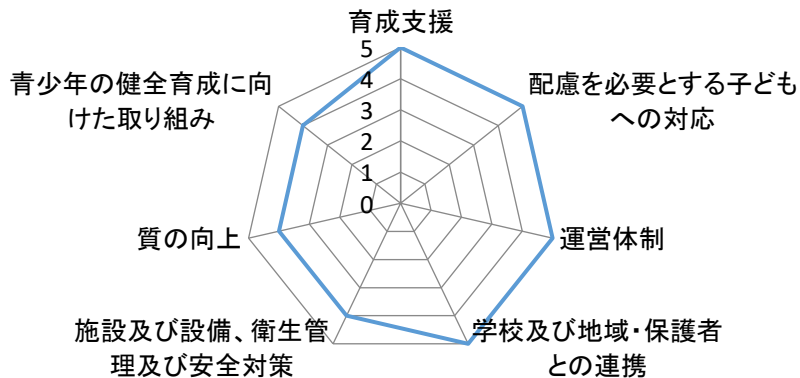 育成支援
5
4
3
2
1
0
配慮を必要とする子ども
への対応
運営体制
学校及び地域・保護者
との連携
施設及び設備、衛生管
理及び安全対策
質の向上
青少年の健全育成に向
けた取り組み